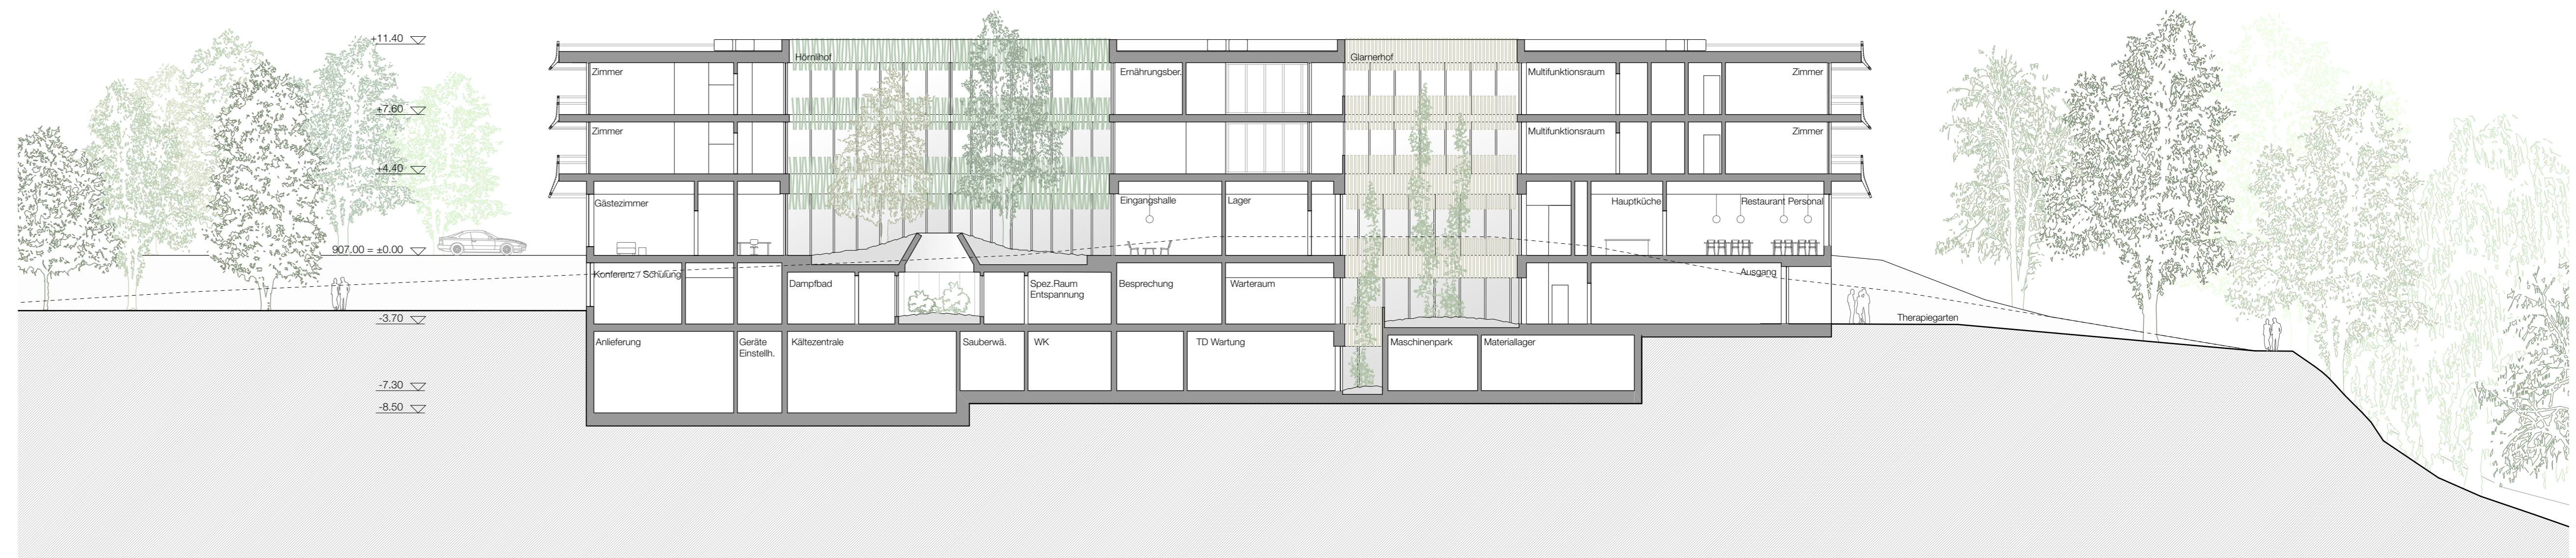 +11.40
Hörnlihof
Glarnerhof
Zimmer
Ernährungsber.
Multifunktionsraum
Zimmer
+7.60
Zimmer
Multifunktionsraum
Zimmer
+4.40
Gästezimmer
Eingangshalle
Lager
Hauptküche
Restaurant Personal
907.00 = ±0.00
Konferenz / Schulung
Dampfbad
Spez.Raum
Entspannung
Besprechung
Warteraum
Ausgang
-3.70
Therapiegarten
Anlieferung
Geräte
Einstellh.
Kältezentrale
Sauberwä.
WK
TD Wartung
Maschinenpark
Materiallager
-7.30
-8.50